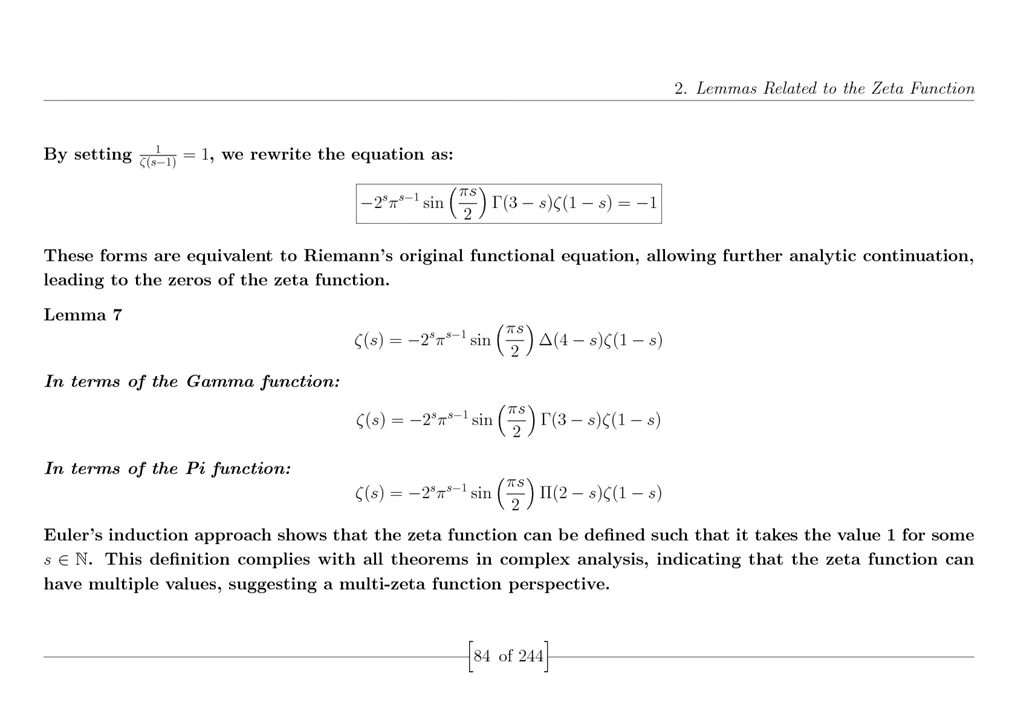 2. Lemmas Related to the Zeta Function
By setting 1/ζ(s−1) = 1, we rewrite the equation as:
−2^s π^{s−1} sin(πs/2) Γ(3 − s)ζ(1 − s) = −1
These forms are equivalent to Riemann's original functional equation, allowing further analytic continuation,
leading to the zeros of the zeta function.
Lemma 7
ζ(s) = −2^s π^{s−1} sin(πs/2) Δ(4 − s)ζ(1 − s)
In terms of the Gamma function:
ζ(s) = −2^s π^{s−1} sin(πs/2) Γ(3 − s)ζ(1 − s)
In terms of the Pi function:
ζ(s) = −2^s π^{s−1} sin(πs/2) Π(2 − s)ζ(1 − s)
Euler's induction approach shows that the zeta function can be defined such that it takes the value 1 for some
s ∈ ℕ. This definition complies with all theorems in complex analysis, indicating that the zeta function can
have multiple values, suggesting a multi-zeta function perspective.
[84 of 244]